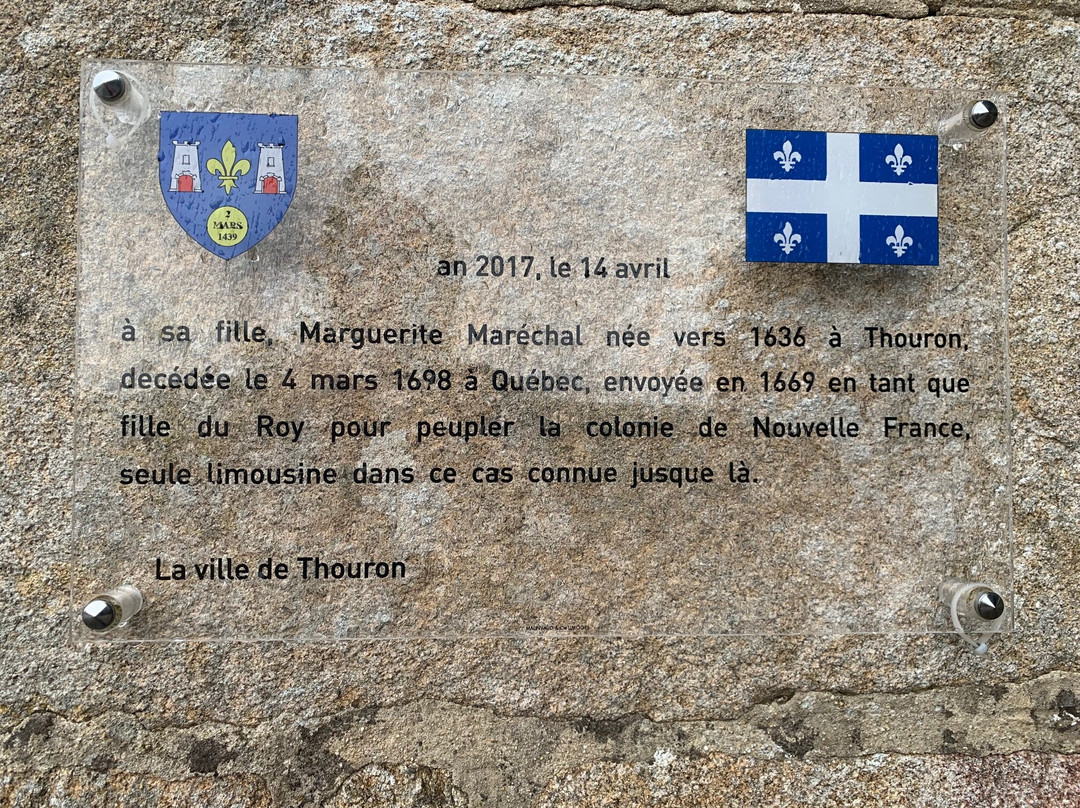 2
MARS
1439
an 2017, le 14 avril
à sa fille, Marguerite Maréchal née vers 1636 à Thouron,
décédée le 4 mars 1698 à Québec, envoyée en 1669 en tant que
fille du Roy pour peupler la colonie de Nouvelle France,
seule limousine dans ce cas connue jusque là.
La ville de Thouron